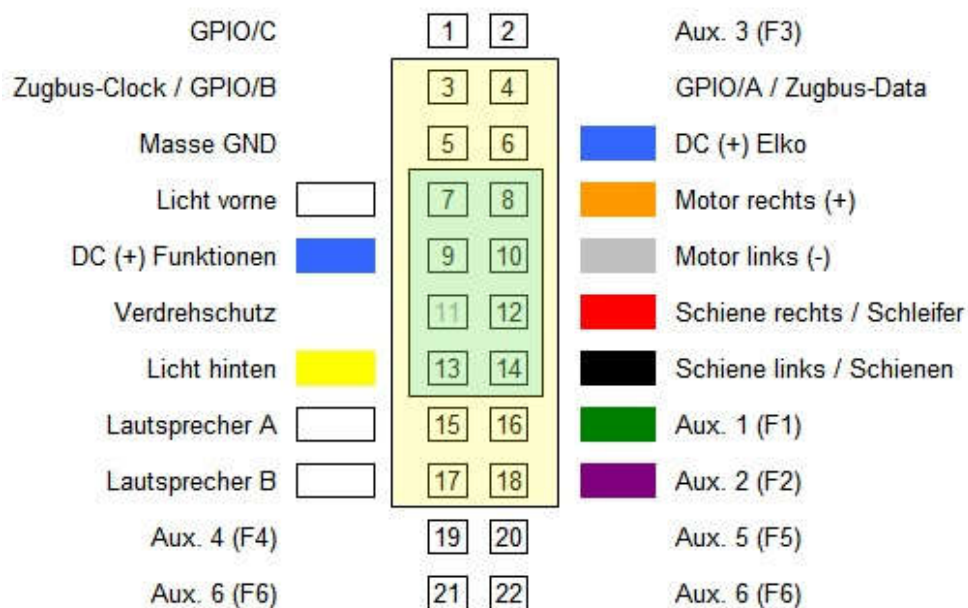 GPIO/C 1 2 Aux. 3 (F3)
Zugbus-Clock / GPIO/B 3 4 GPIO/A / Zugbus-Data
Masse GND 5 6 DC (+) Elko
Licht vorne 7 8 Motor rechts (+)
DC (+) Funktionen 9 10 Motor links (-)
Verdrehschutz 11 12 Schiene rechts / Schleifer
Licht hinten 13 14 Schiene links / Schienen
Lautsprecher A 15 16 Aux. 1 (F1)
Lautsprecher B 17 18 Aux. 2 (F2)
Aux. 4 (F4) 19 20 Aux. 5 (F5)
Aux. 6 (F6) 21 22 Aux. 6 (F6)